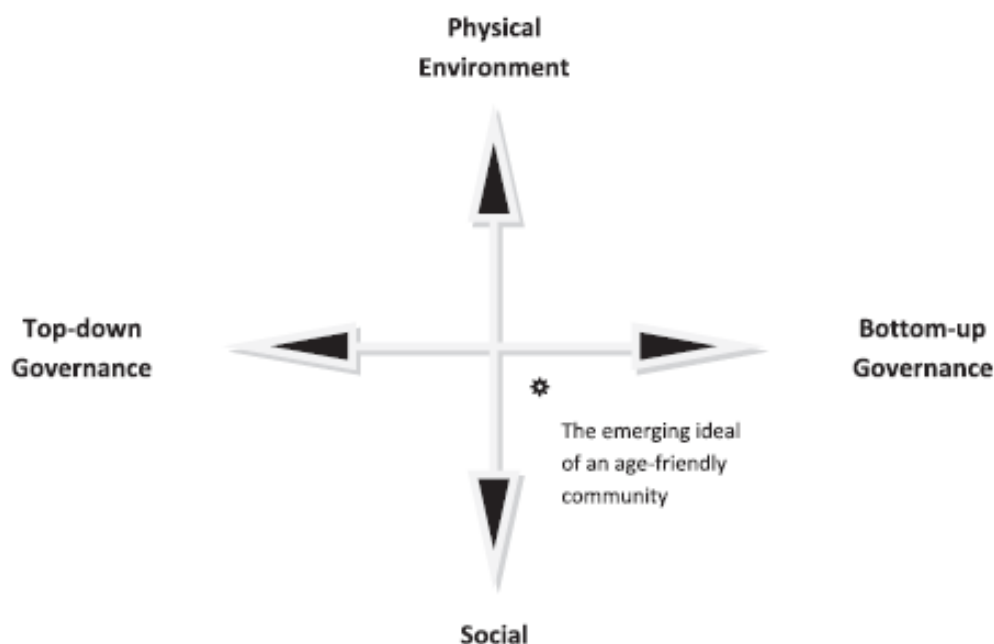 Physical
Environment
Top-down
Governance
Bottom-up
Governance
The emerging ideal
of an age-friendly
community
Social